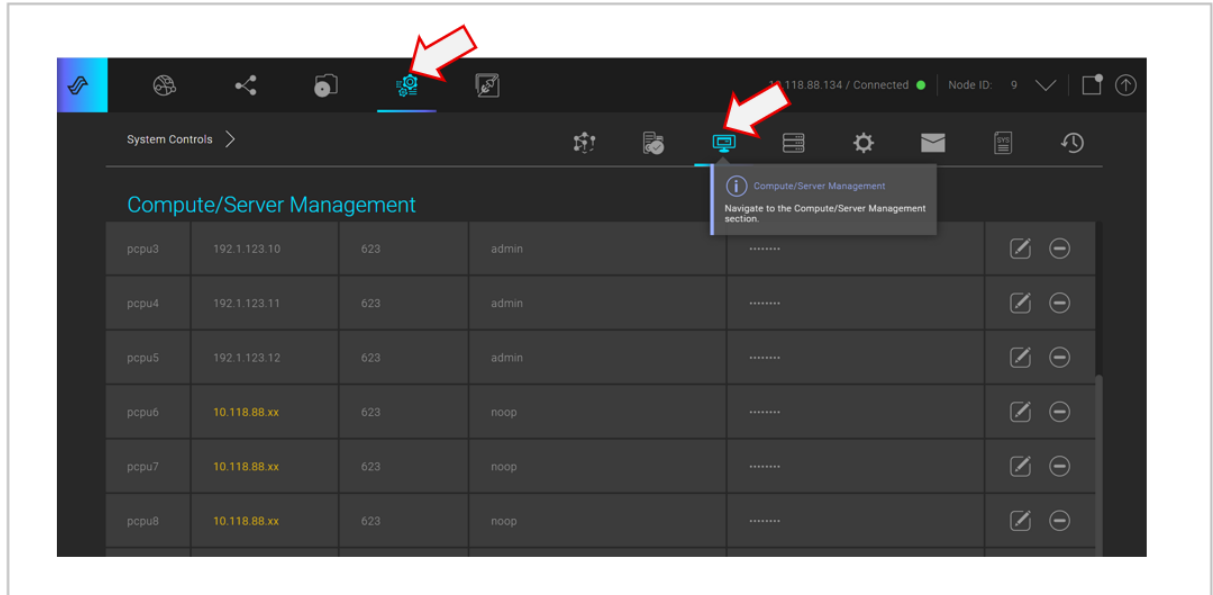 10.118.88.134 / Connected
Node ID: 9
System Controls
SYS
Compute/Server Management
Navigate to the Compute/Server Management
section.
Compute/Server Management
pcpu3 192.1.123.10 623 admin ········
pcpu4 192.1.123.11 623 admin ········
pcpu5 192.1.123.12 623 admin ········
pcpu6 10.118.88.xx 623 noop ········
pcpu7 10.118.88.xx 623 noop ········
pcpu8 10.118.88.xx 623 noop ········